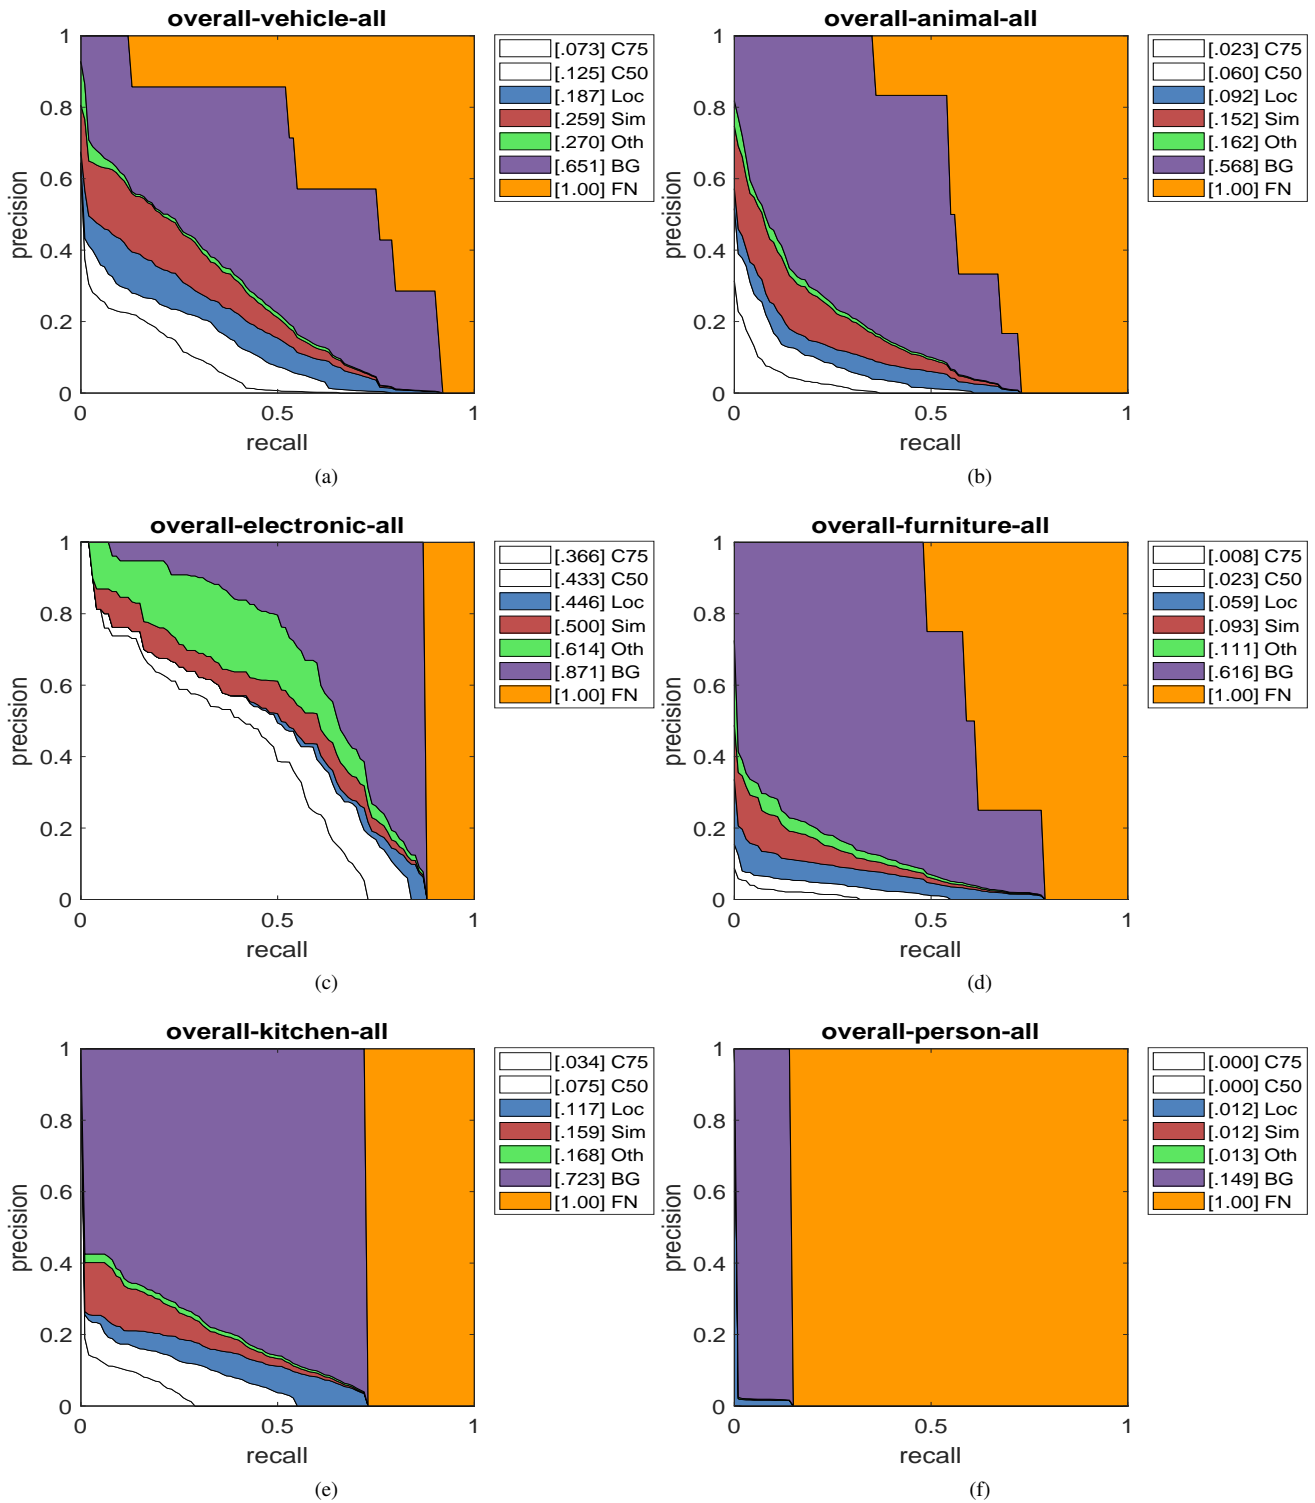 overall-vehicle-all
1
0.8
0.6
0.4
0.2
0
precision
0
0.5
1
recall
[.073] C75
[.125] C50
[.187] Loc
[.259] Sim
[.270] Oth
[.651] BG
[1.00] FN
(a)
overall-animal-all
1
0.8
0.6
0.4
0.2
0
precision
0
0.5
1
recall
[.023] C75
[.060] C50
[.092] Loc
[.152] Sim
[.162] Oth
[.568] BG
[1.00] FN
(b)
overall-electronic-all
1
0.8
0.6
0.4
0.2
0
precision
0
0.5
1
recall
[.366] C75
[.433] C50
[.446] Loc
[.500] Sim
[.614] Oth
[.871] BG
[1.00] FN
(c)
overall-furniture-all
1
0.8
0.6
0.4
0.2
0
precision
0
0.5
1
recall
[.008] C75
[.023] C50
[.059] Loc
[.093] Sim
[.111] Oth
[.616] BG
[1.00] FN
(d)
overall-kitchen-all
1
0.8
0.6
0.4
0.2
0
precision
0
0.5
1
recall
[.034] C75
[.075] C50
[.117] Loc
[.159] Sim
[.168] Oth
[.723] BG
[1.00] FN
(e)
overall-person-all
1
0.8
0.6
0.4
0.2
0
precision
0
0.5
1
recall
[.000] C75
[.000] C50
[.012] Loc
[.012] Sim
[.013] Oth
[.149] BG
[1.00] FN
(f)